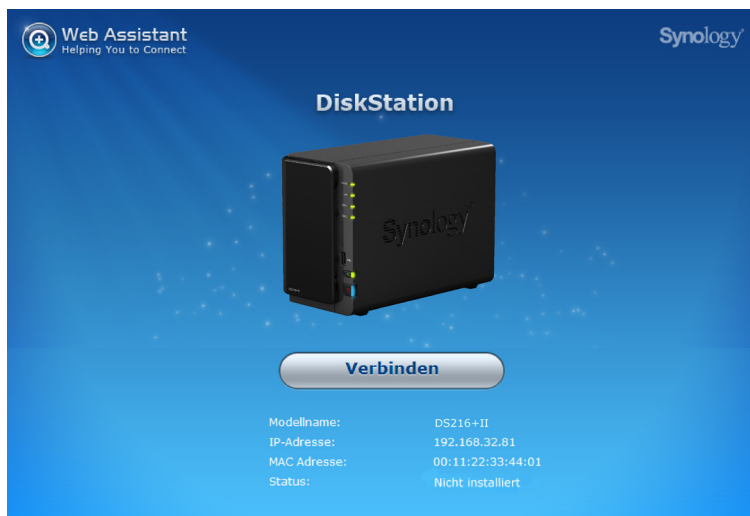 Web Assistant
Helping You to Connect
Synology
DiskStation
Synology
Verbinden
Modellname: DS216+II
IP-Adresse: 192.168.32.81
MAC Adresse: 00:11:22:33:44:01
Status: Nicht installiert